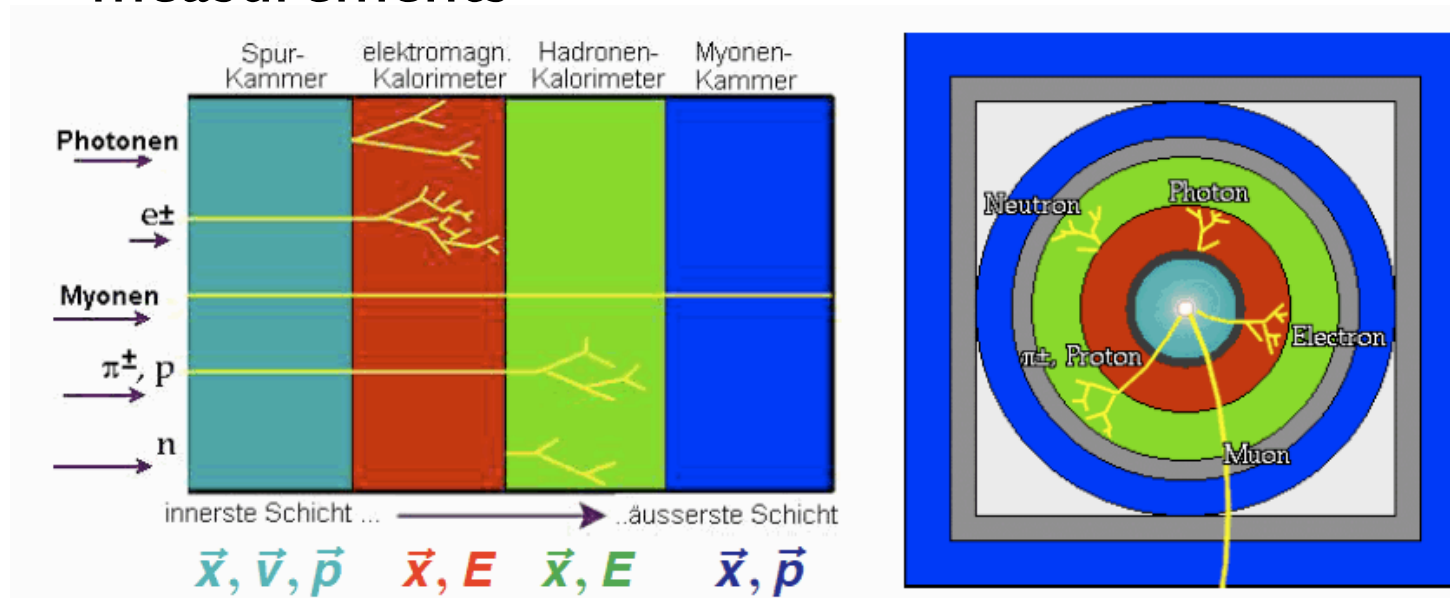 measurements
Spur-
Kammer
elektromagn.
Kalorimeter
Hadronen-
Kalorimeter
Myonen-
Kammer
Photonen
e±
Myonen
π±, p
n
innerste Schicht ...
..äusserste Schicht
x⃗, v⃗, p⃗
x⃗, E
x⃗, E
x⃗, p⃗
Neutron
Photon
Electron
π±, Proton
Muon